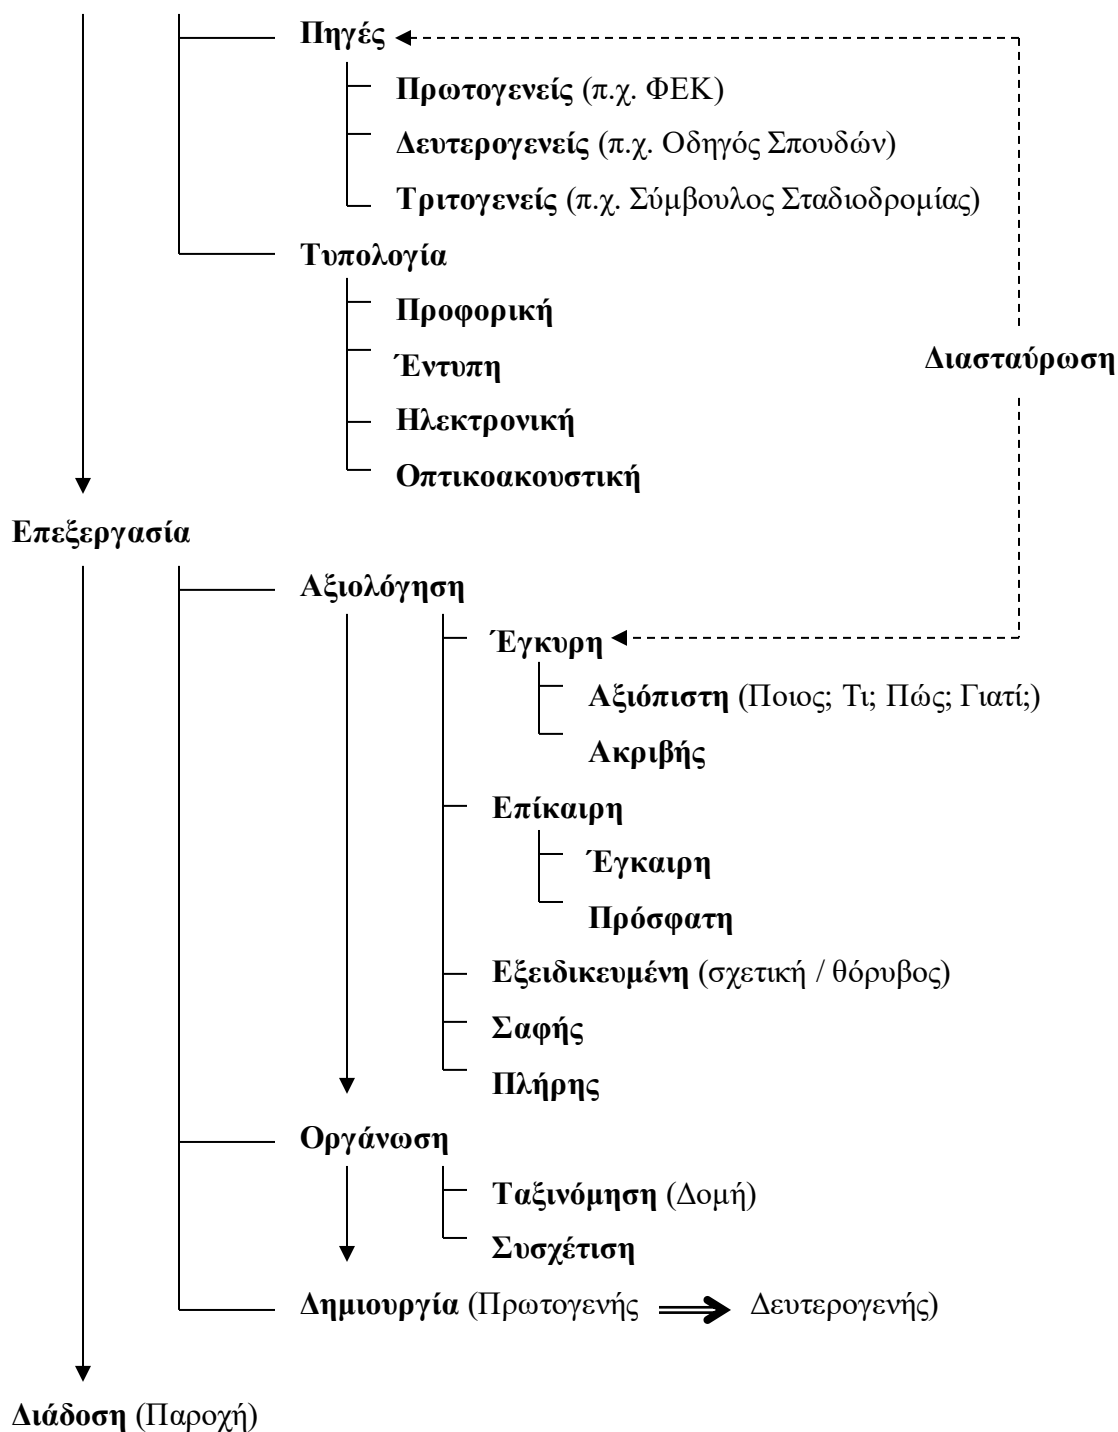 Πηγές
Πρωτογενείς (π.χ. ΦΕΚ)
Δευτερογενείς (π.χ. Οδηγός Σπουδών)
Τριτογενείς (π.χ. Σύμβουλος Σταδιοδρομίας)
Τυπολογία
Προφορική
Έντυπη
Διασταύρωση
Ηλεκτρονική
Οπτικοακουστική
Επεξεργασία
Αξιολόγηση
Έγκυρη
Αξιόπιστη (Ποιος; Τι; Πώς; Γιατί;)
Ακριβής
Επίκαιρη
Έγκαιρη
Πρόσφατη
Εξειδικευμένη (σχετική / θόρυβος)
Σαφής
Πλήρης
Οργάνωση
Ταξινόμηση (Δομή)
Συσχέτιση
Δημιουργία (Πρωτογενής Δευτερογενής)
Διάδοση (Παροχή)